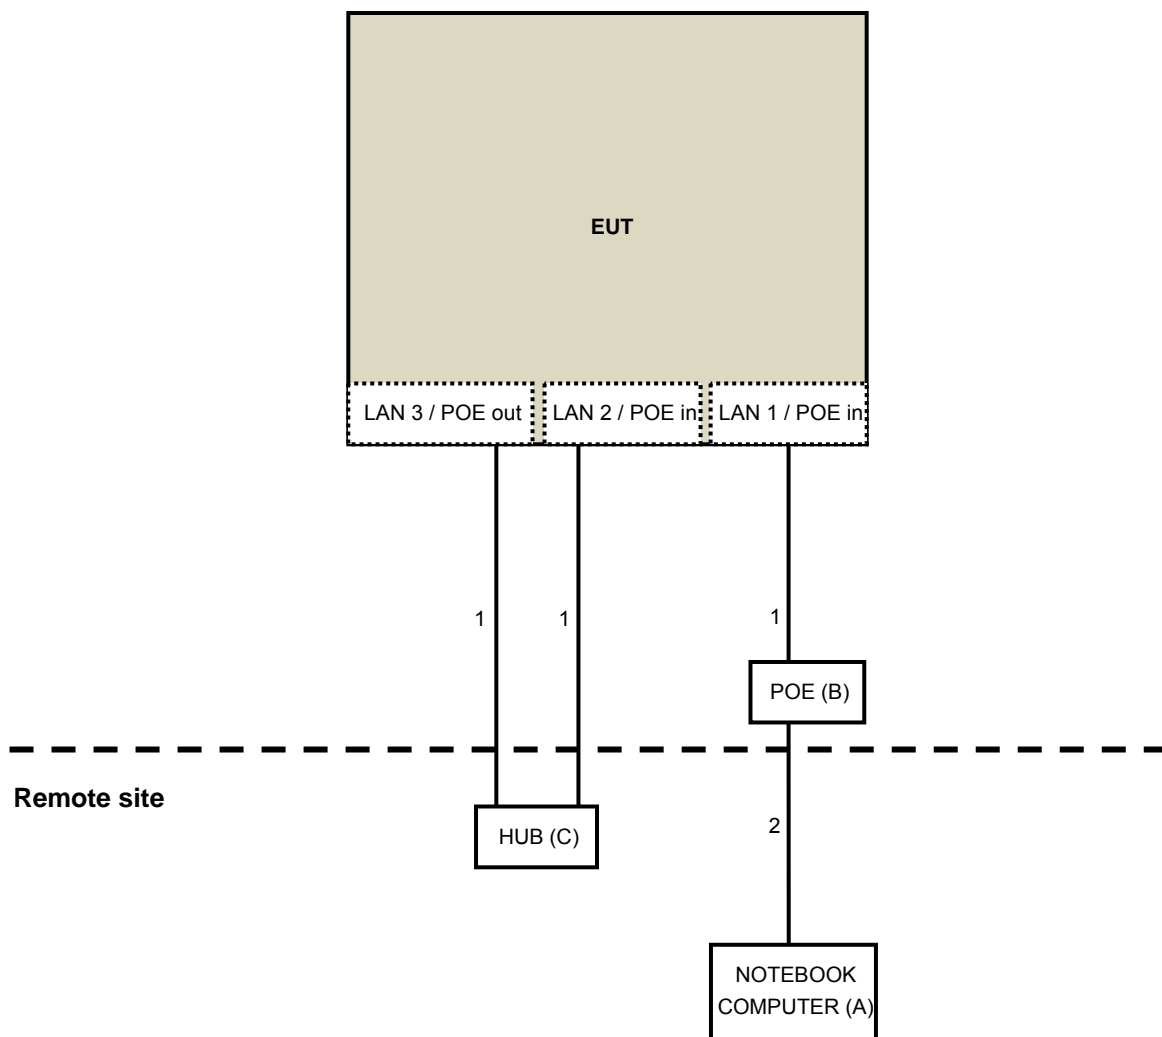 EUT
LAN 3 / POE out
LAN 2 / POE in
LAN 1 / POE in
1
1
1
POE (B)
Remote site
HUB (C)
2
NOTEBOOK
COMPUTER (A)